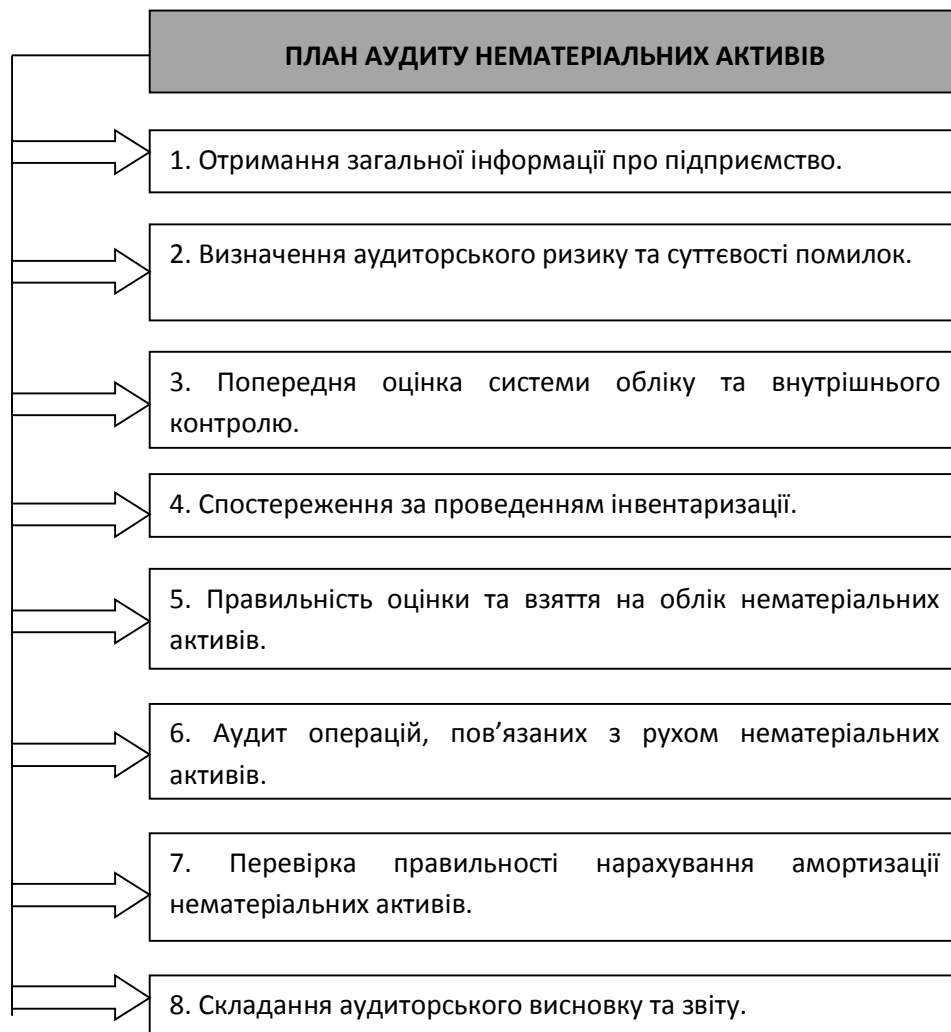 ПЛАН АУДИТУ НЕМАТЕРІАЛЬНИХ АКТИВІВ
1. Отримання загальної інформації про підприємство.
2. Визначення аудиторського ризику та суттєвості помилок.
3. Попередня оцінка системи обліку та внутрішнього
контролю.
4. Спостереження за проведенням інвентаризації.
5. Правильність оцінки та взяття на облік нематеріальних
активів.
6. Аудит операцій, пов’язаних з рухом нематеріальних
активів.
7. Перевірка правильності нарахування амортизації
нематеріальних активів.
8. Складання аудиторського висновку та звіту.